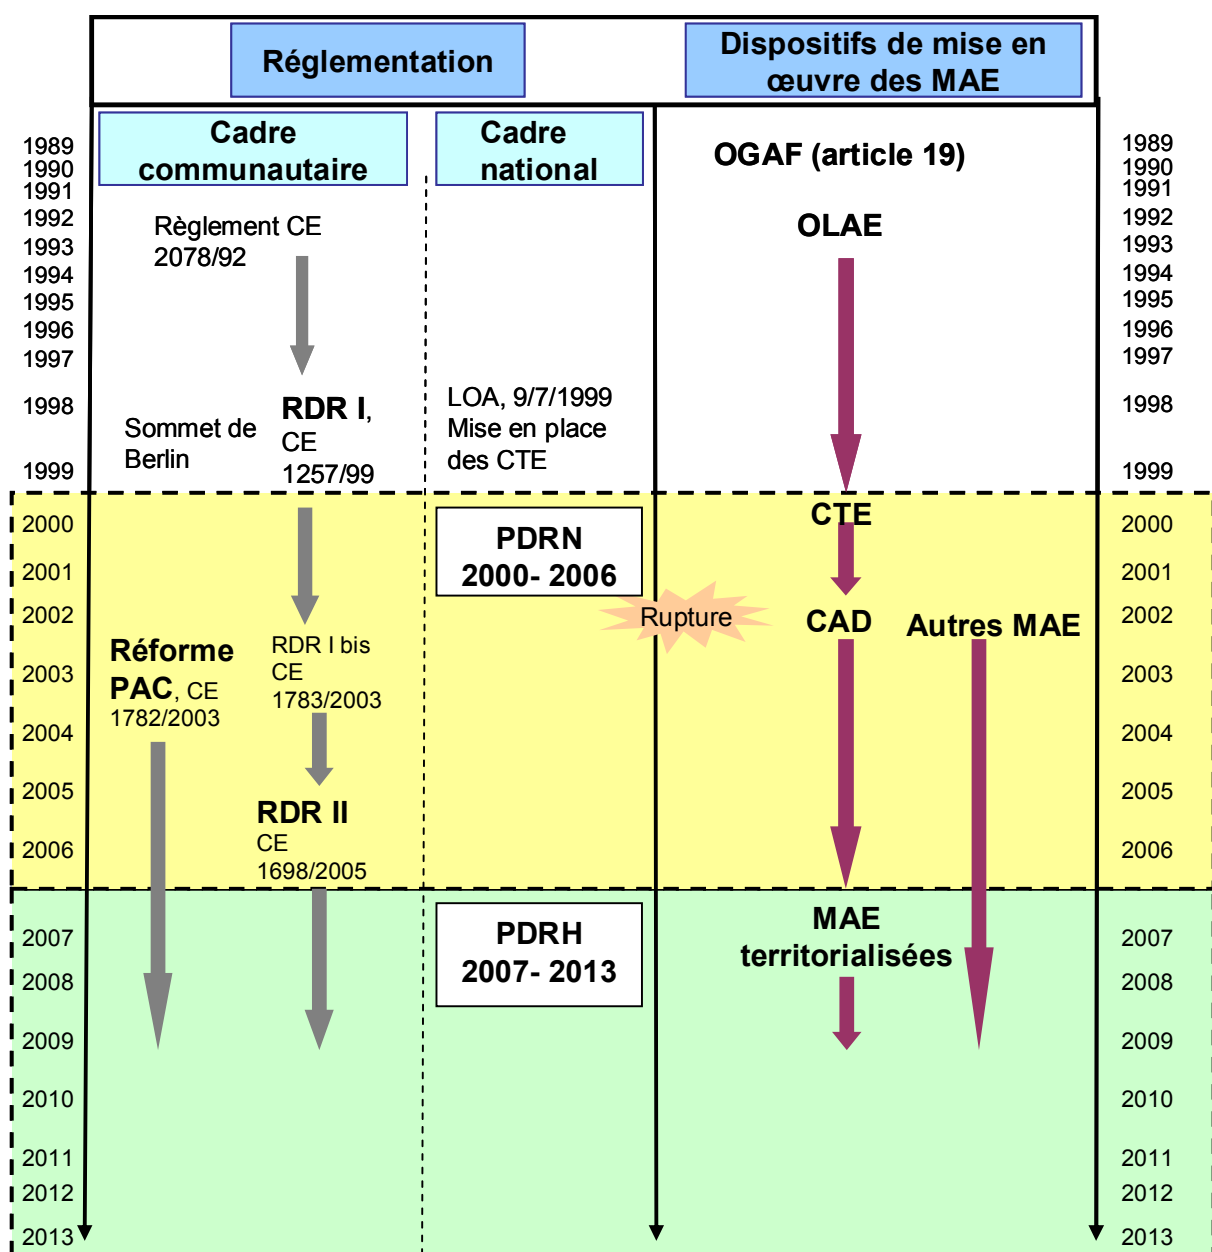 Réglementation
Dispositifs de mise en
œuvre des MAE
Cadre
communautaire
Cadre
national
1989
1990
1991
1992
1993
1994
1995
1996
1997
1998
1999
2000
2001
2002
2003
2004
2005
2006
2007
2008
2009
2010
2011
2012
2013
Règlement CE
2078/92
Sommet de
Berlin
RDR I,
CE
1257/99
Réforme
PAC, CE
1782/2003
RDR I bis
CE
1783/2003
RDR II
CE
1698/2005
LOA, 9/7/1999
Mise en place
des CTE
PDRN
2000- 2006
PDRH
2007- 2013
Rupture
OGAF (article 19)
OLAE
CTE
CAD
Autres MAE
MAE
territorialisées
1989
1990
1991
1992
1993
1994
1995
1996
1997
1998
1999
2000
2001
2002
2003
2004
2005
2006
2007
2008
2009
2010
2011
2012
2013